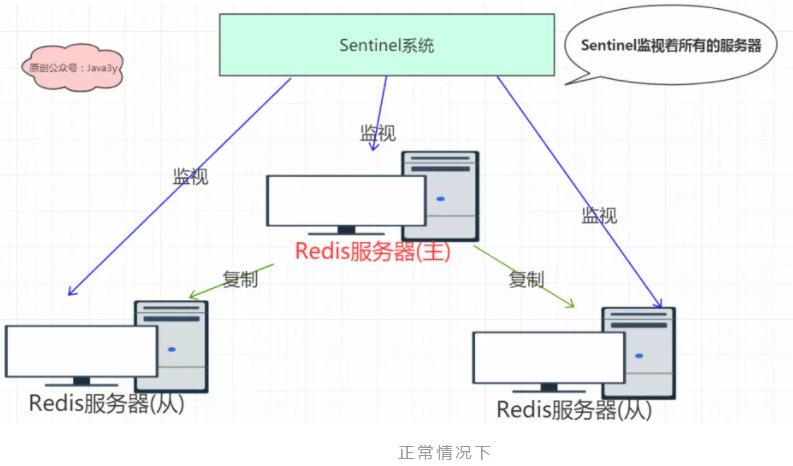 Sentinel系统
Sentinel监视着所有的服务器
原创公众号：Java3y
监视
监视
监视
Redis服务器(主)
复制
复制
Redis服务器(从)
Redis服务器(从)
正常情况下